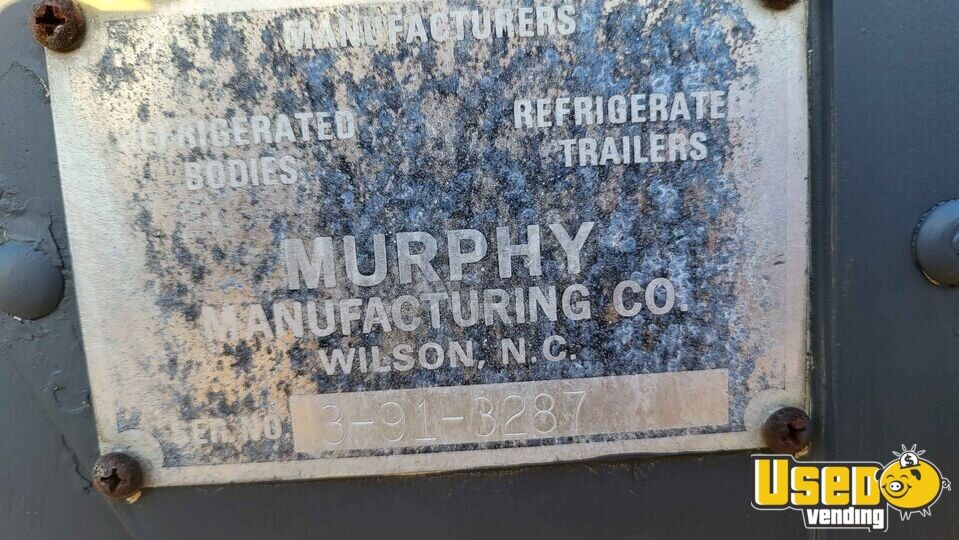 MANUFACTURERS
REFRIGERATED
BODIES
REFRIGERATED
TRAILERS
MURPHY
MANUFACTURING CO.
WILSON, N.C.
SER. NO. 3-91-3287
USED
vending